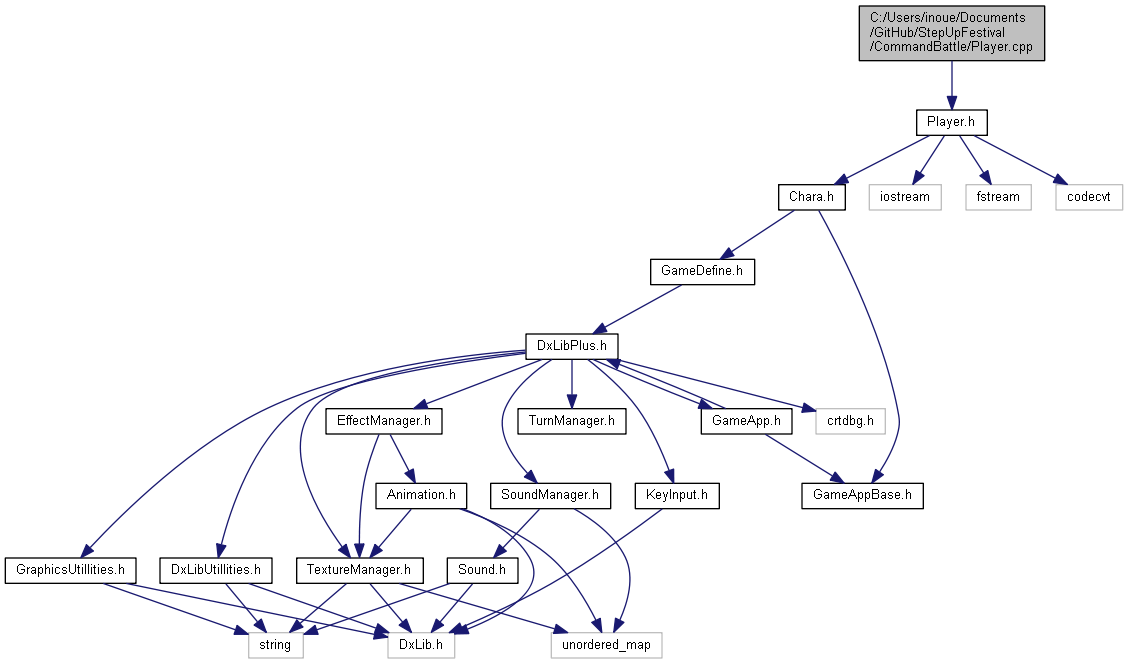 C:/Users/inoue/Documents
/GitHub/StepUpFestival
/CommandBattle/Player.cpp
Player.h
Chara.h
iostream
fstream
codecvt
GameDefine.h
DxLibPlus.h
EffectManager.h
TurnManager.h
GameApp.h
crtdbg.h
Animation.h
SoundManager.h
KeyInput.h
GameAppBase.h
GraphicsUtillities.h
DxLibUtillities.h
TextureManager.h
Sound.h
string
DxLib.h
unordered_map